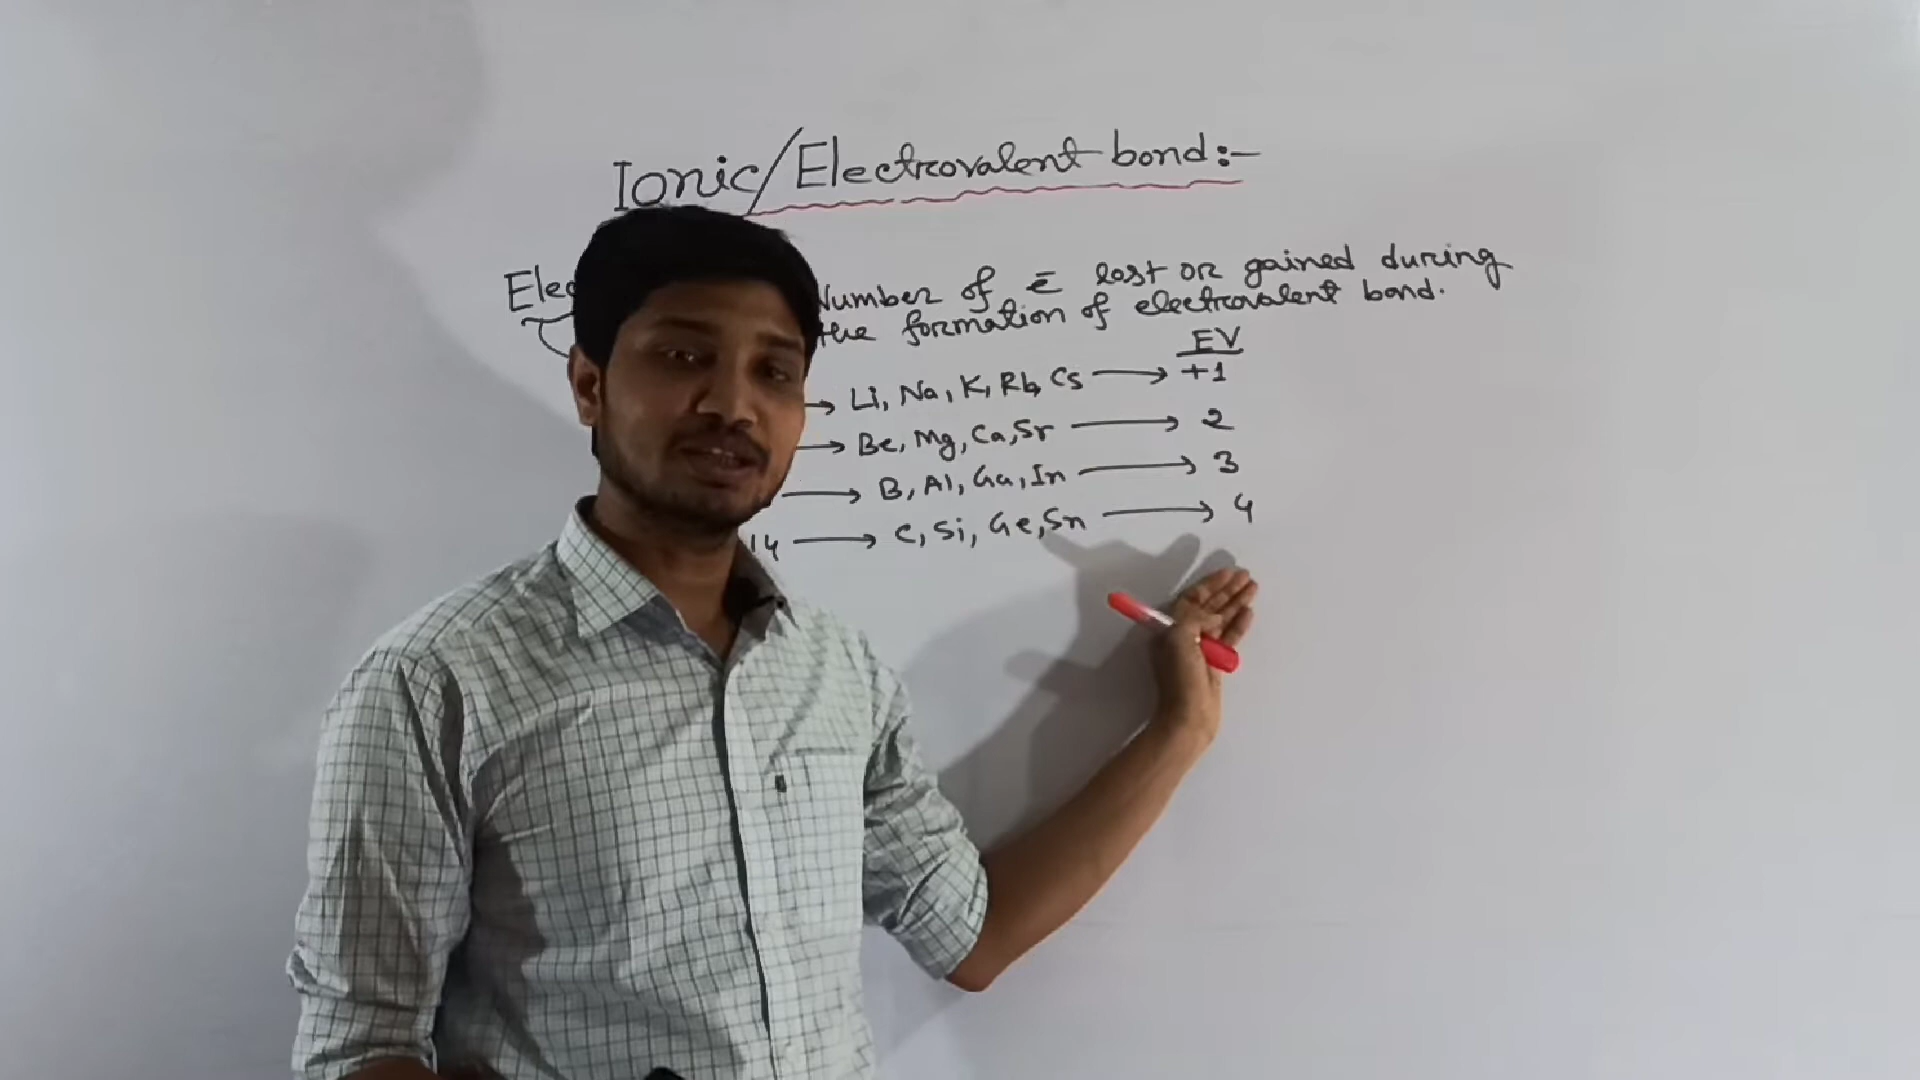 Ionic/Electrovalent bond:-
Number of ē lost or gained during
the formation of electrovalent bond.
EV
→ Li, Na, K, Rb, Cs → +1
→ Be, Mg, Ca, Sr → 2
→ B, Al, Ga, In → 3
14 → C, Si, Ge, Sn → 4